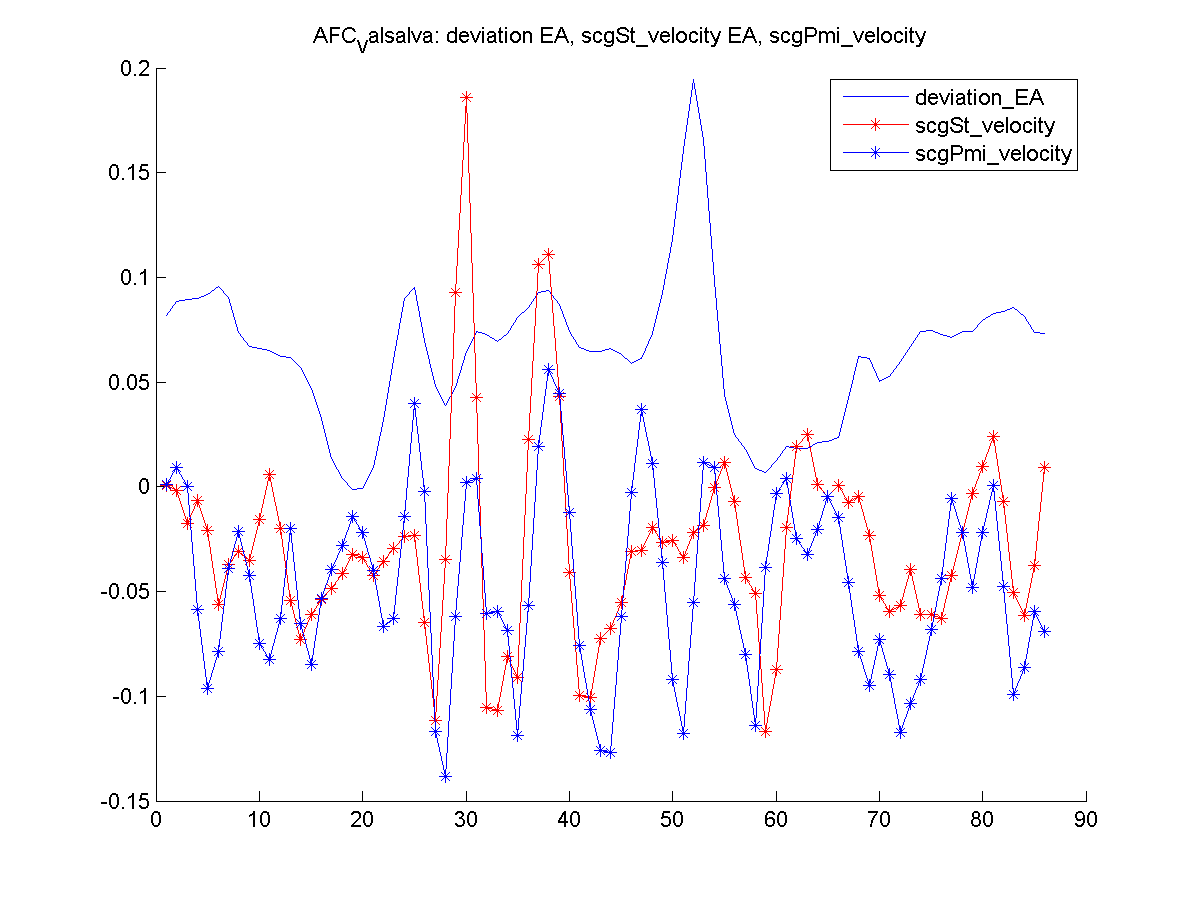 AFC_Valsalva: deviation EA, scgSt_velocity EA, scgPmi_velocity
0.2
deviation_EA
scgSt_velocity
scgPmi_velocity
0.15
0.1
0.05
0
-0.05
-0.1
-0.15
0 10 20 30 40 50 60 70 80 90